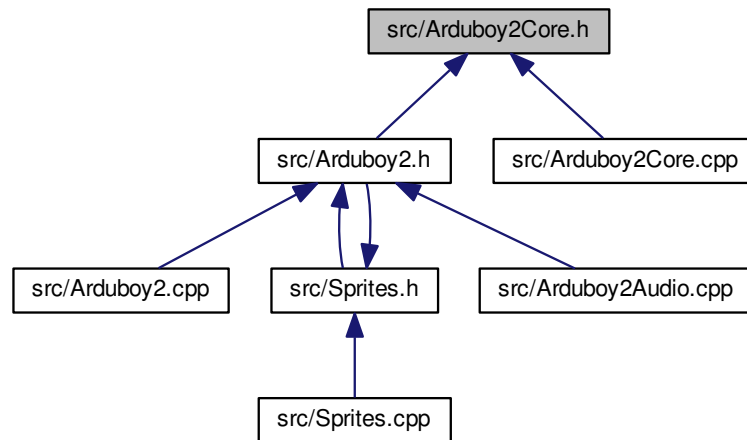 src/Arduboy2Core.h
src/Arduboy2.h
src/Arduboy2Core.cpp
src/Arduboy2.cpp
src/Sprites.h
src/Arduboy2Audio.cpp
src/Sprites.cpp